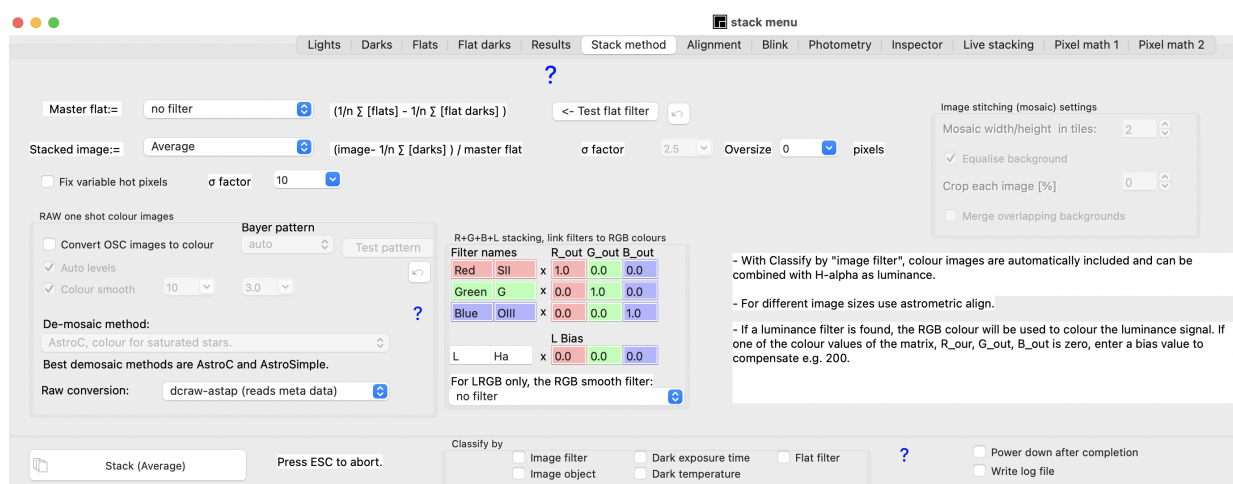 stack menu
Lights Darks Flats Flat darks Results Stack method Alignment Blink Photometry Inspector Live stacking Pixel math 1 Pixel math 2
?
Master flat:= no filter (1/n ∑ [flats] - 1/n ∑ [flat darks] ) <- Test flat filter
Stacked image:= Average (image- 1/n ∑ [darks] ) / master flat σ factor 2.5 Oversize 0 pixels
Fix variable hot pixels σ factor 10
Image stitching (mosaic) settings
Mosaic width/height in tiles: 2
Equalise background
Crop each image [%] 0
Merge overlapping backgrounds
RAW one shot colour images
Bayer pattern
Convert OSC images to colour auto Test pattern
Auto levels
Colour smooth 10 3.0
?
De-mosaic method:
AstroC, colour for saturated stars.
Best demosaic methods are AstroC and AstroSimple.
Raw conversion: dcraw-astap (reads meta data)
R+G+B+L stacking, link filters to RGB colours
Filter names R_out G_out B_out
Red SII x 1.0 0.0 0.0
Green G x 0.0 1.0 0.0
Blue OIII x 0.0 0.0 1.0
L Bias
L Ha x 0.0 0.0 0.0
For LRGB only, the RGB smooth filter:
no filter
- With Classify by "image filter", colour images are automatically included and can be
combined with H-alpha as luminance.
- For different image sizes use astrometric align.
- If a luminance filter is found, the RGB colour will be used to colour the luminance signal. If
one of the colour values of the matrix, R_our, G_out, B_out is zero, enter a bias value to
compensate e.g. 200.
Stack (Average) Press ESC to abort.
Classify by
Image filter Dark exposure time Flat filter
Image object Dark temperature
?
Power down after completion
Write log file